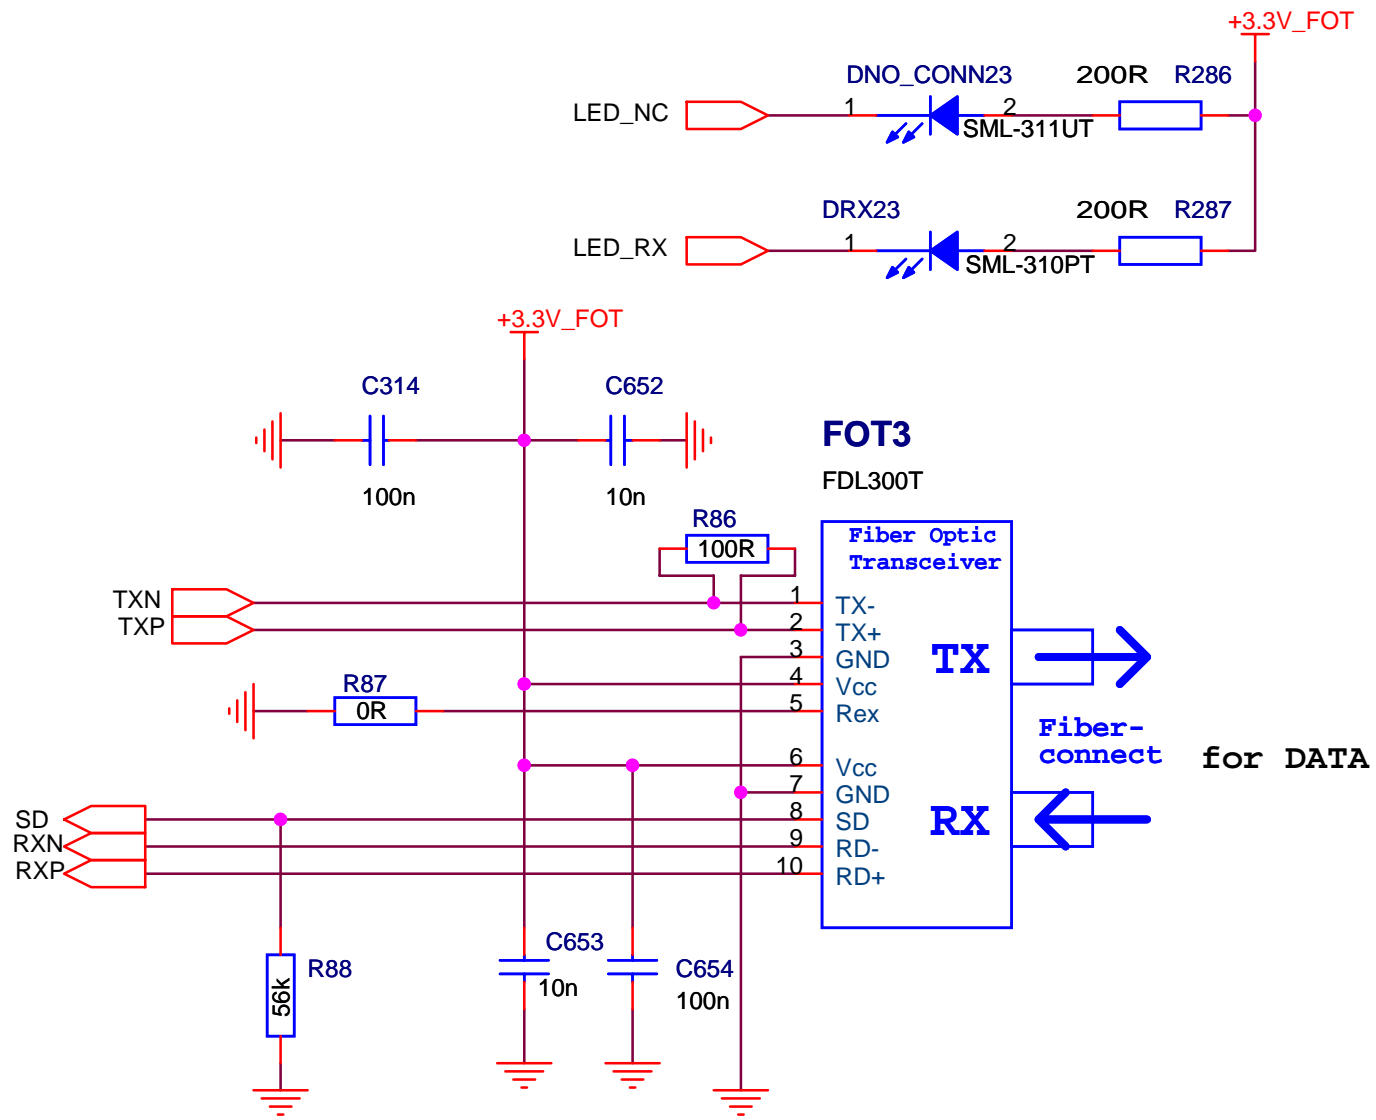 +3.3V_FOT
DNO_CONN23
200R
R286
LED_NC
1
2
SML-311UT
DRX23
200R
R287
LED_RX
1
2
SML-310PT
+3.3V_FOT
C314
C652
100n
10n
FOT3
FDL300T
R86
100R
Fiber Optic
Transceiver
TXN
1
TX-
TXP
2
TX+
3
GND
TX
R87
4
Vcc
0R
5
Rex
Fiber-
connect
for DATA
6
Vcc
7
GND
SD
8
SD
RX
RXN
9
RD-
RXP
10
RD+
C653
10n
R88
56k
C654
100n